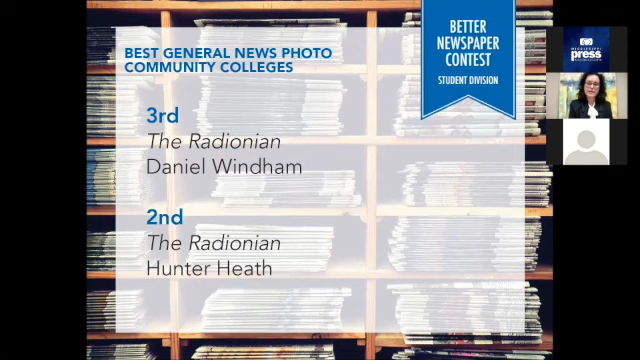 BEST GENERAL NEWS PHOTO
COMMUNITY COLLEGES
3rd
The Radionian
Daniel Windham
2nd
The Radionian
Hunter Heath
BETTER
NEWSPAPER
CONTEST
STUDENT DIVISION
MISSISSIPPI
press